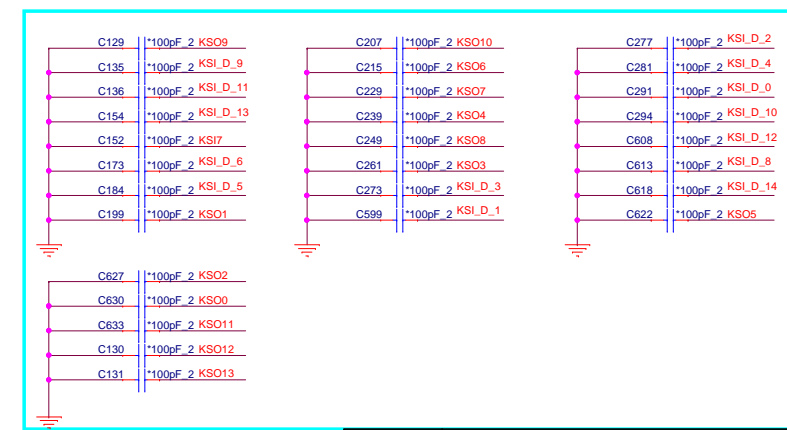 C129 *100pF_2 KSO9
C135 *100pF_2 KSI_D_9
C136 *100pF_2 KSI_D_11
C154 *100pF_2 KSI_D_13
C152 *100pF_2 KSI7
C173 *100pF_2 KSI_D_6
C184 *100pF_2 KSI_D_5
C199 *100pF_2 KSO1
C207 *100pF_2 KSO10
C215 *100pF_2 KSO6
C229 *100pF_2 KSO7
C239 *100pF_2 KSO4
C249 *100pF_2 KSO8
C261 *100pF_2 KSO3
C273 *100pF_2 KSI_D_3
C599 *100pF_2 KSI_D_1
C277 *100pF_2 KSI_D_2
C281 *100pF_2 KSI_D_4
C291 *100pF_2 KSI_D_0
C294 *100pF_2 KSI_D_10
C608 *100pF_2 KSI_D_12
C613 *100pF_2 KSI_D_8
C618 *100pF_2 KSI_D_14
C622 *100pF_2 KSO5
C627 *100pF_2 KSO2
C630 *100pF_2 KSO0
C633 *100pF_2 KSO11
C130 *100pF_2 KSO12
C131 *100pF_2 KSO13